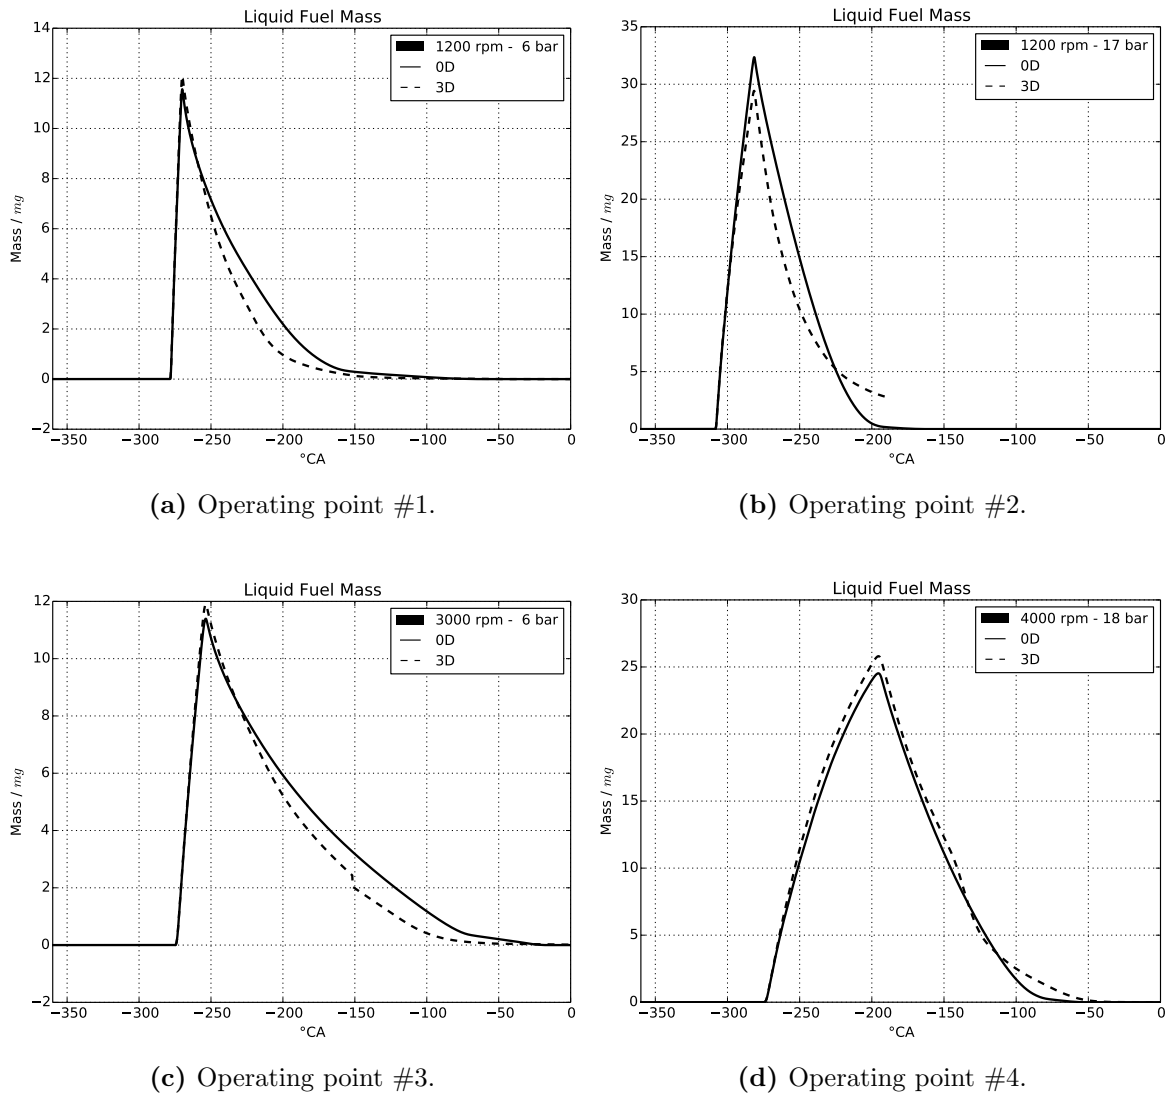 Liquid Fuel Mass
14
12
10
8
6
4
2
0
−2
Mass / mg
1200 rpm - 6 bar
0D
3D
−350 −300 −250 −200 −150 −100 −50 0
°CA
(a) Operating point #1.
Liquid Fuel Mass
35
30
25
20
15
10
5
0
Mass / mg
1200 rpm - 17 bar
0D
3D
−350 −300 −250 −200 −150 −100 −50 0
°CA
(b) Operating point #2.
Liquid Fuel Mass
12
10
8
6
4
2
0
−2
Mass / mg
3000 rpm - 6 bar
0D
3D
−350 −300 −250 −200 −150 −100 −50 0
°CA
(c) Operating point #3.
Liquid Fuel Mass
30
25
20
15
10
5
0
Mass / mg
4000 rpm - 18 bar
0D
3D
−350 −300 −250 −200 −150 −100 −50 0
°CA
(d) Operating point #4.